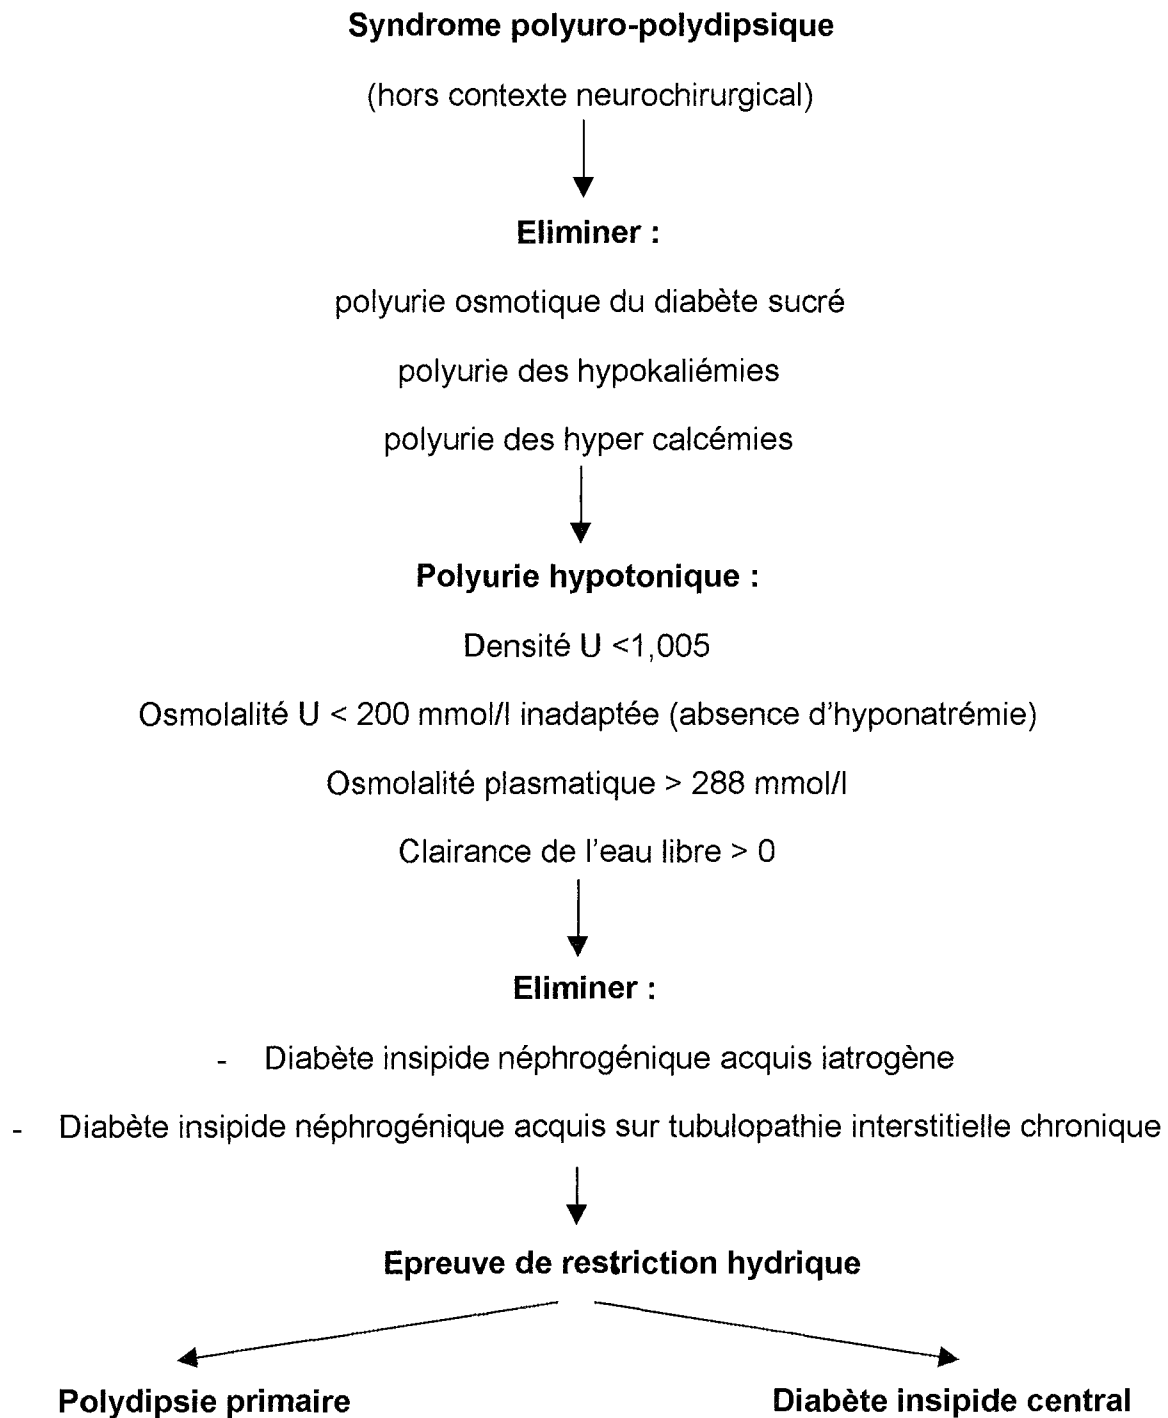 Syndrome polyuro-polydipsique
(hors contexte neurochirurgical)
Eliminer :
polyurie osmotique du diabète sucré
polyurie des hypokaliémies
polyurie des hyper calcémies
Polyurie hypotonique :
Densité U <1,005
Osmolalité U < 200 mmol/l inadaptée (absence d'hyponatrémie)
Osmolalité plasmatique > 288 mmol/l
Clairance de l'eau libre > 0
Eliminer :
- Diabète insipide néphrogénique acquis iatrogène
- Diabète insipide néphrogénique acquis sur tubulopathie interstitielle chronique
Epreuve de restriction hydrique
Polydipsie primaire Diabète insipide central